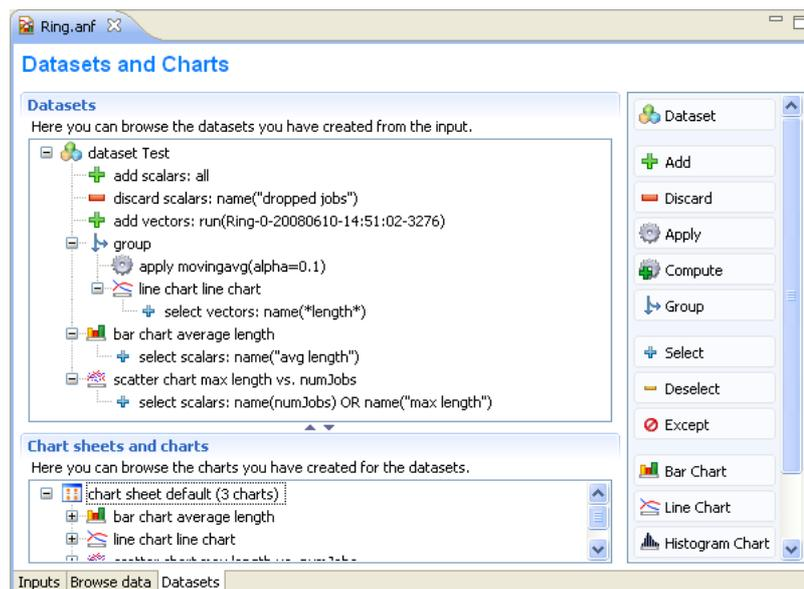 Ring.anf
Datasets and Charts
Datasets
Here you can browse the datasets you have created from the input.
dataset Test
add scalars: all
discard scalars: name("dropped jobs")
add vectors: run(Ring-0-20080610-14:51:02-3276)
group
apply movingavg(alpha=0.1)
line chart line chart
select vectors: name(*length*)
bar chart average length
select scalars: name("avg length")
scatter chart max length vs. numJobs
select scalars: name(numJobs) OR name("max length")
Chart sheets and charts
Here you can browse the charts you have created for the datasets.
chart sheet default (3 charts)
bar chart average length
line chart line chart
scatter chart max length vs. numJobs
Dataset
Add
Discard
Apply
Compute
Group
Select
Deselect
Except
Bar Chart
Line Chart
Histogram Chart
Inputs Browse data Datasets